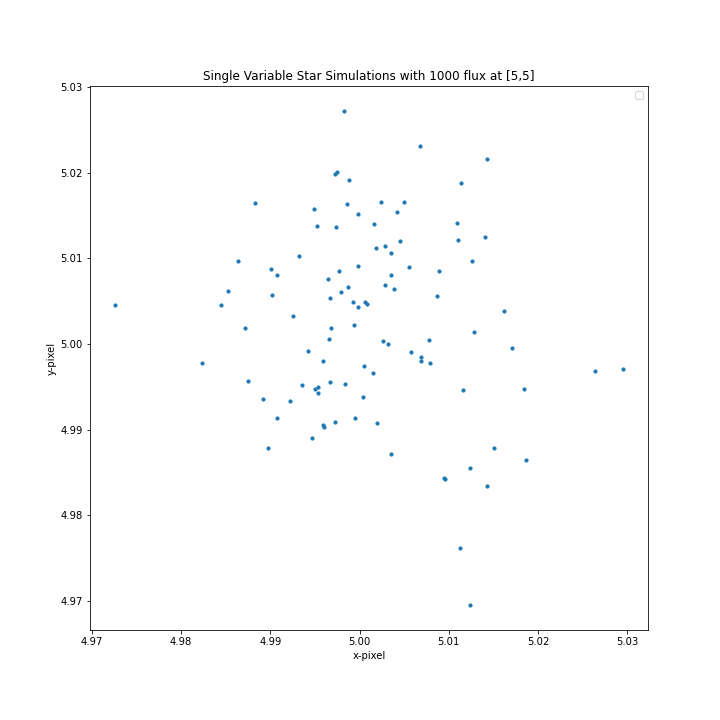 Single Variable Star Simulations with 1000 flux at [5,5]
5.03
5.02
5.01
5.00
4.99
4.98
4.97
y-pixel
4.97 4.98 4.99 5.00 5.01 5.02 5.03
x-pixel